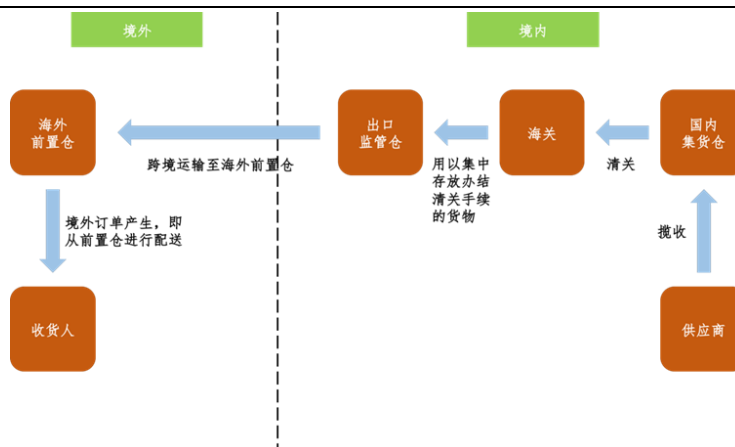 境外
境内
海外
前置仓
出口
监管仓
海关
国内
集货仓
跨境运输至海外前置仓
用以集中
存放办结
清关手续
的货物
清关
境外订单产生，即
从前置仓进行配送
揽收
收货人
供应商